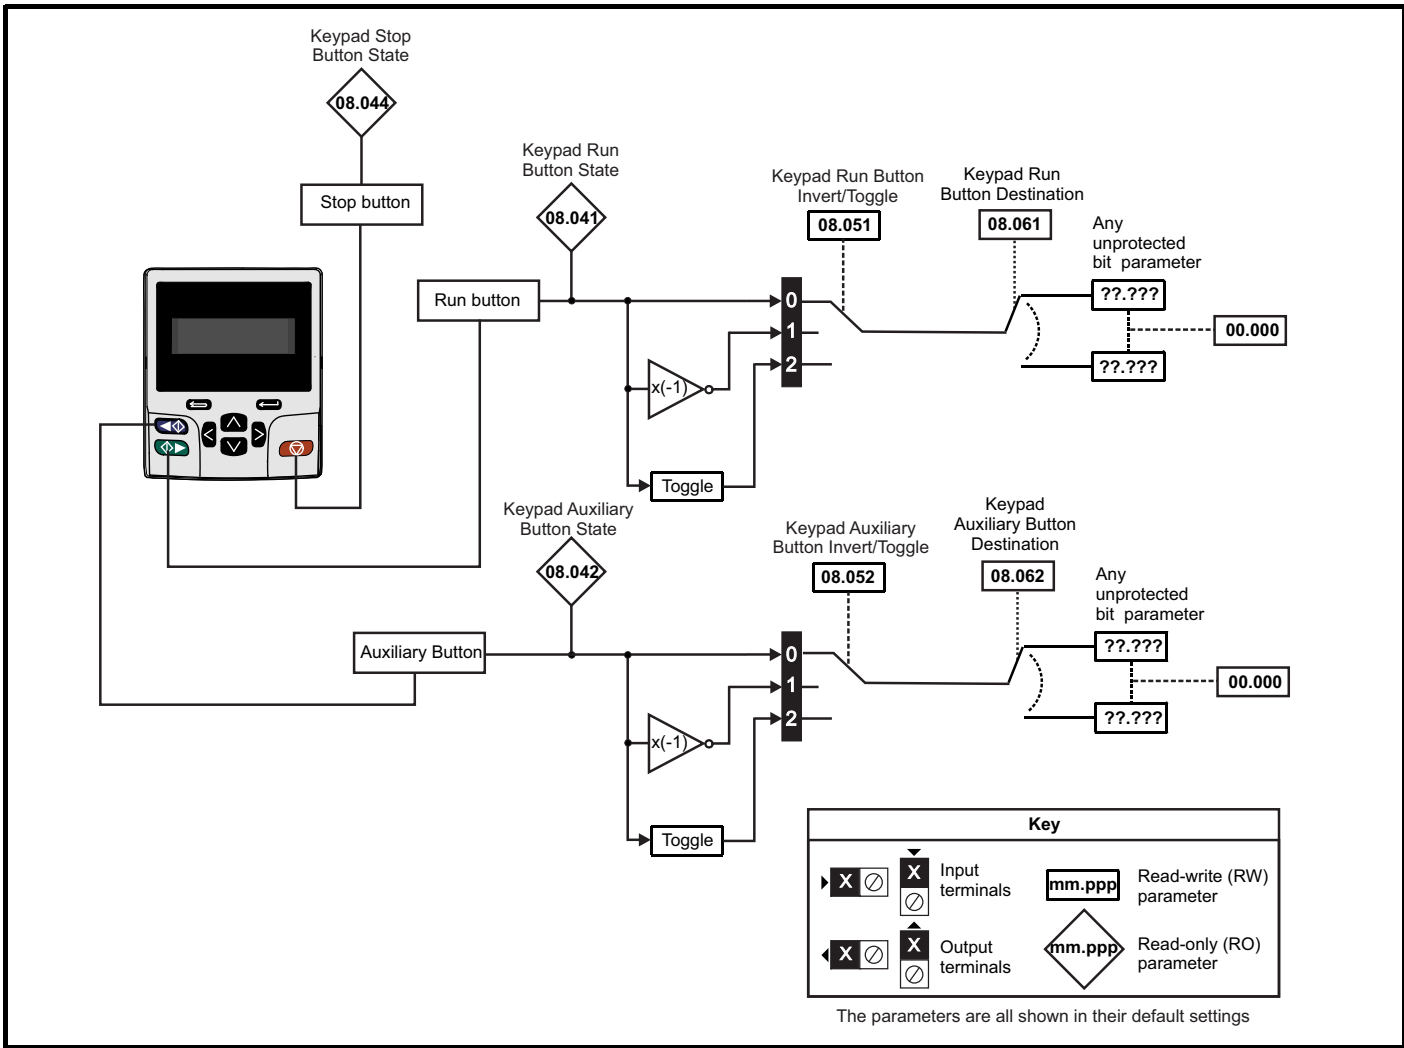 Keypad Stop
Button State
08.044
Stop button
Keypad Run
Button State
08.041
Run button
x(-1)
Toggle
0
1
2
Keypad Run Button
Invert/Toggle
08.051
Keypad Run
Button Destination
08.061
Any
unprotected
bit parameter
??.???
??.???
00.000
Keypad Auxiliary
Button State
08.042
Auxiliary Button
x(-1)
Toggle
0
1
2
Keypad Auxiliary
Button Invert/Toggle
08.052
Keypad
Auxiliary Button
Destination
08.062
Any
unprotected
bit parameter
??.???
??.???
00.000
Key
X
X
Input
terminals
mm.ppp
Read-write (RW)
parameter
X
X
Output
terminals
mm.ppp
Read-only (RO)
parameter
The parameters are all shown in their default settings